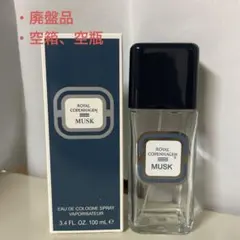 ・廃盤品
・空箱、空瓶
ROYAL
COPENHAGEN
MUSK
EAU DE COLOGNE SPRAY
VAPORISATEUR
3.4 FL. OZ. 100 mL ℮
ROYAL
COPENHAGEN
MUSK